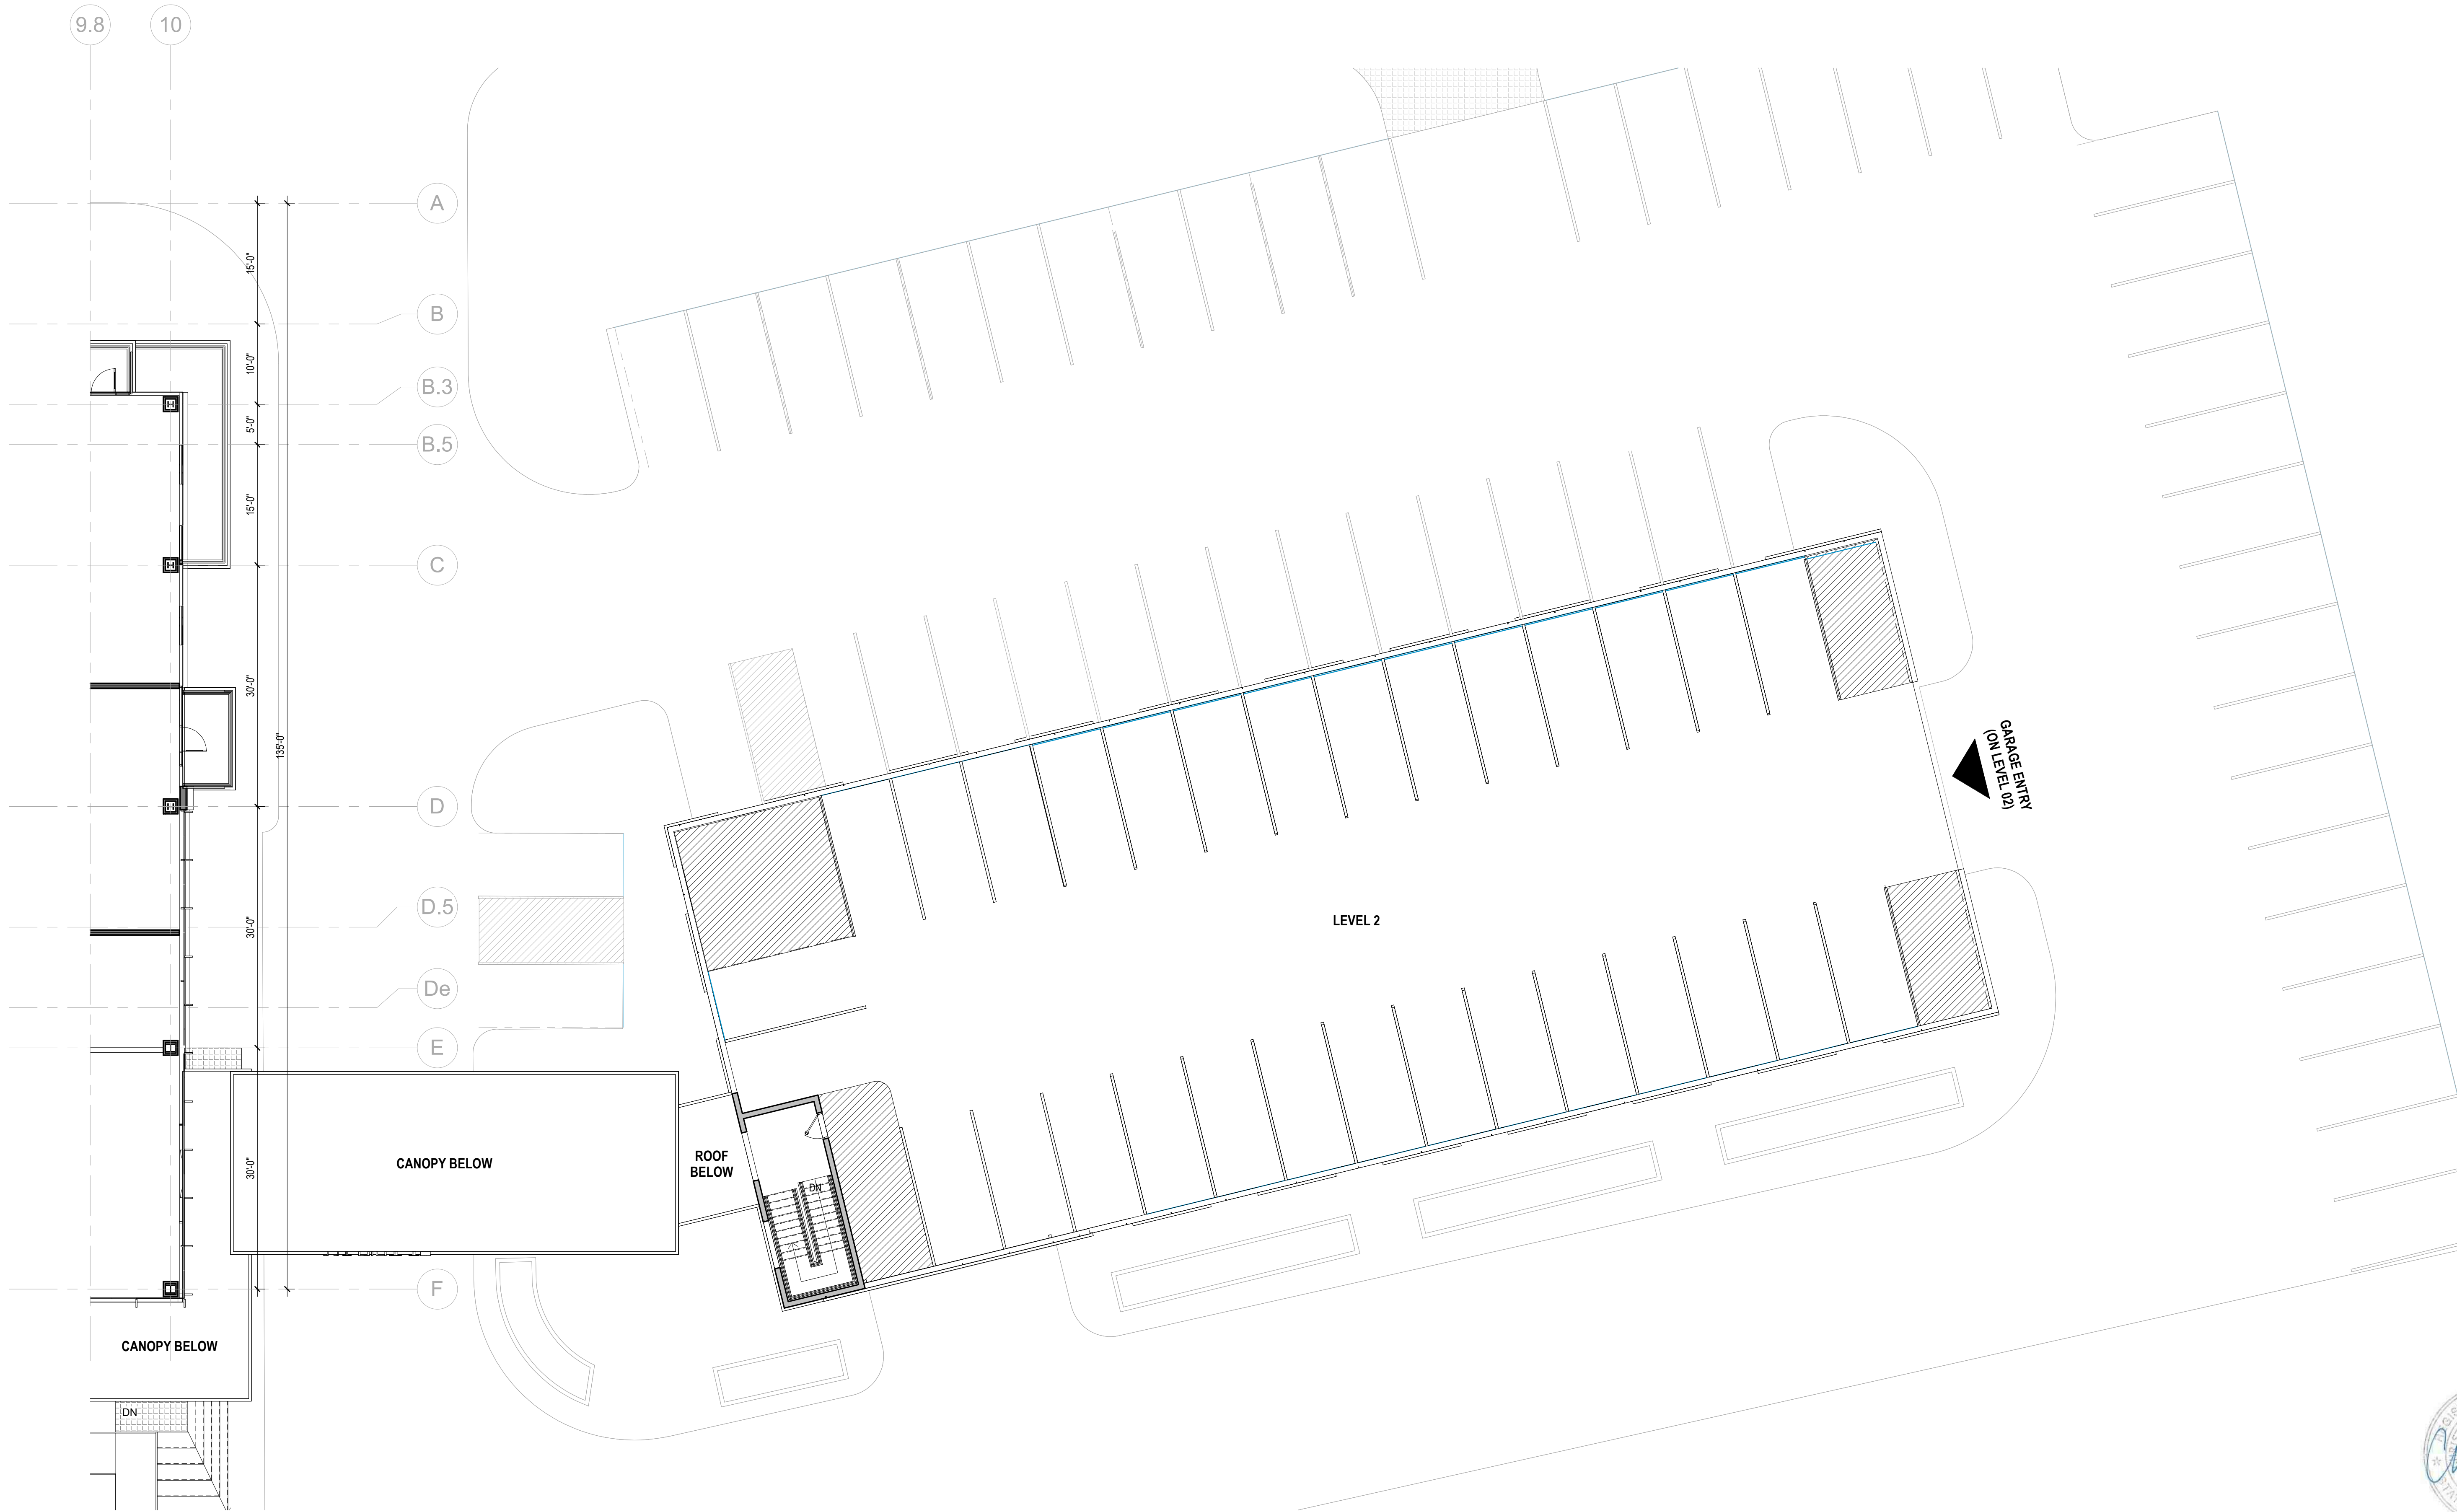 9.8
10
A
15'-0"
B
10'-0"
B.3
5'-0"
B.5
15'-0"
C
30'-0"
135'-0"
D
GARAGE ENTRY
(ON LEVEL 02)
D.5
30'-0"
LEVEL 2
De
E
CANOPY BELOW
30'-0"
ROOF
BELOW
DN
F
CANOPY BELOW
DN